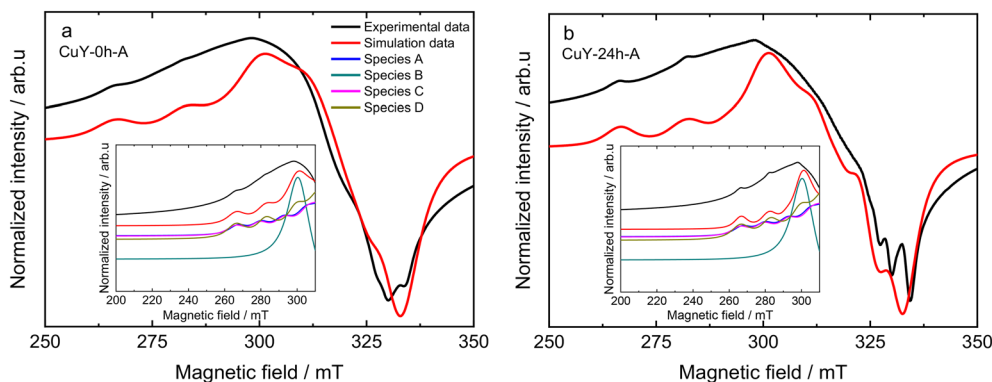 a
CuY-0h-A
Experimental data
Simulation data
Species A
Species B
Species C
Species D
Normalized intensity / arb.u
Normalized intensity / arb.u
200 220 240 260 280 300
Magnetic field / mT
250 275 300 325 350
Magnetic field / mT
b
CuY-24h-A
Normalized intensity / arb.u
Normalized intensity / arb.u
200 220 240 260 280 300
Magnetic field / mT
250 275 300 325 350
Magnetic field / mT